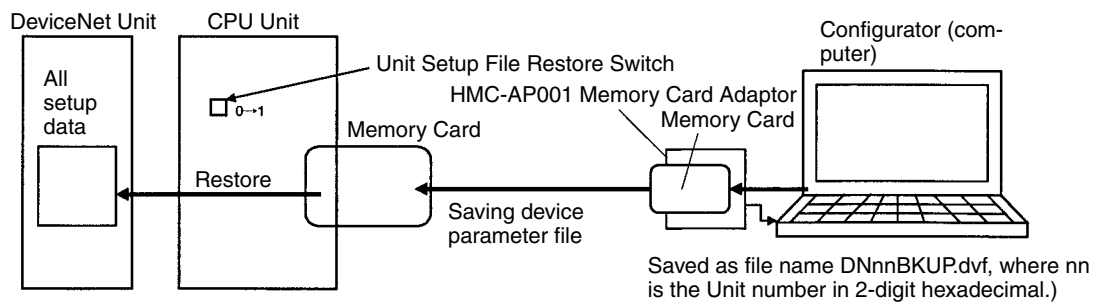 DeviceNet Unit
CPU Unit
Configurator (com-
puter)
All
setup
data
Unit Setup File Restore Switch
HMC-AP001 Memory Card Adaptor
0→1
Memory Card
Memory Card
Restore
Saving device
parameter file
Saved as file name DNnnBKUP.dvf, where nn
is the Unit number in 2-digit hexadecimal.)